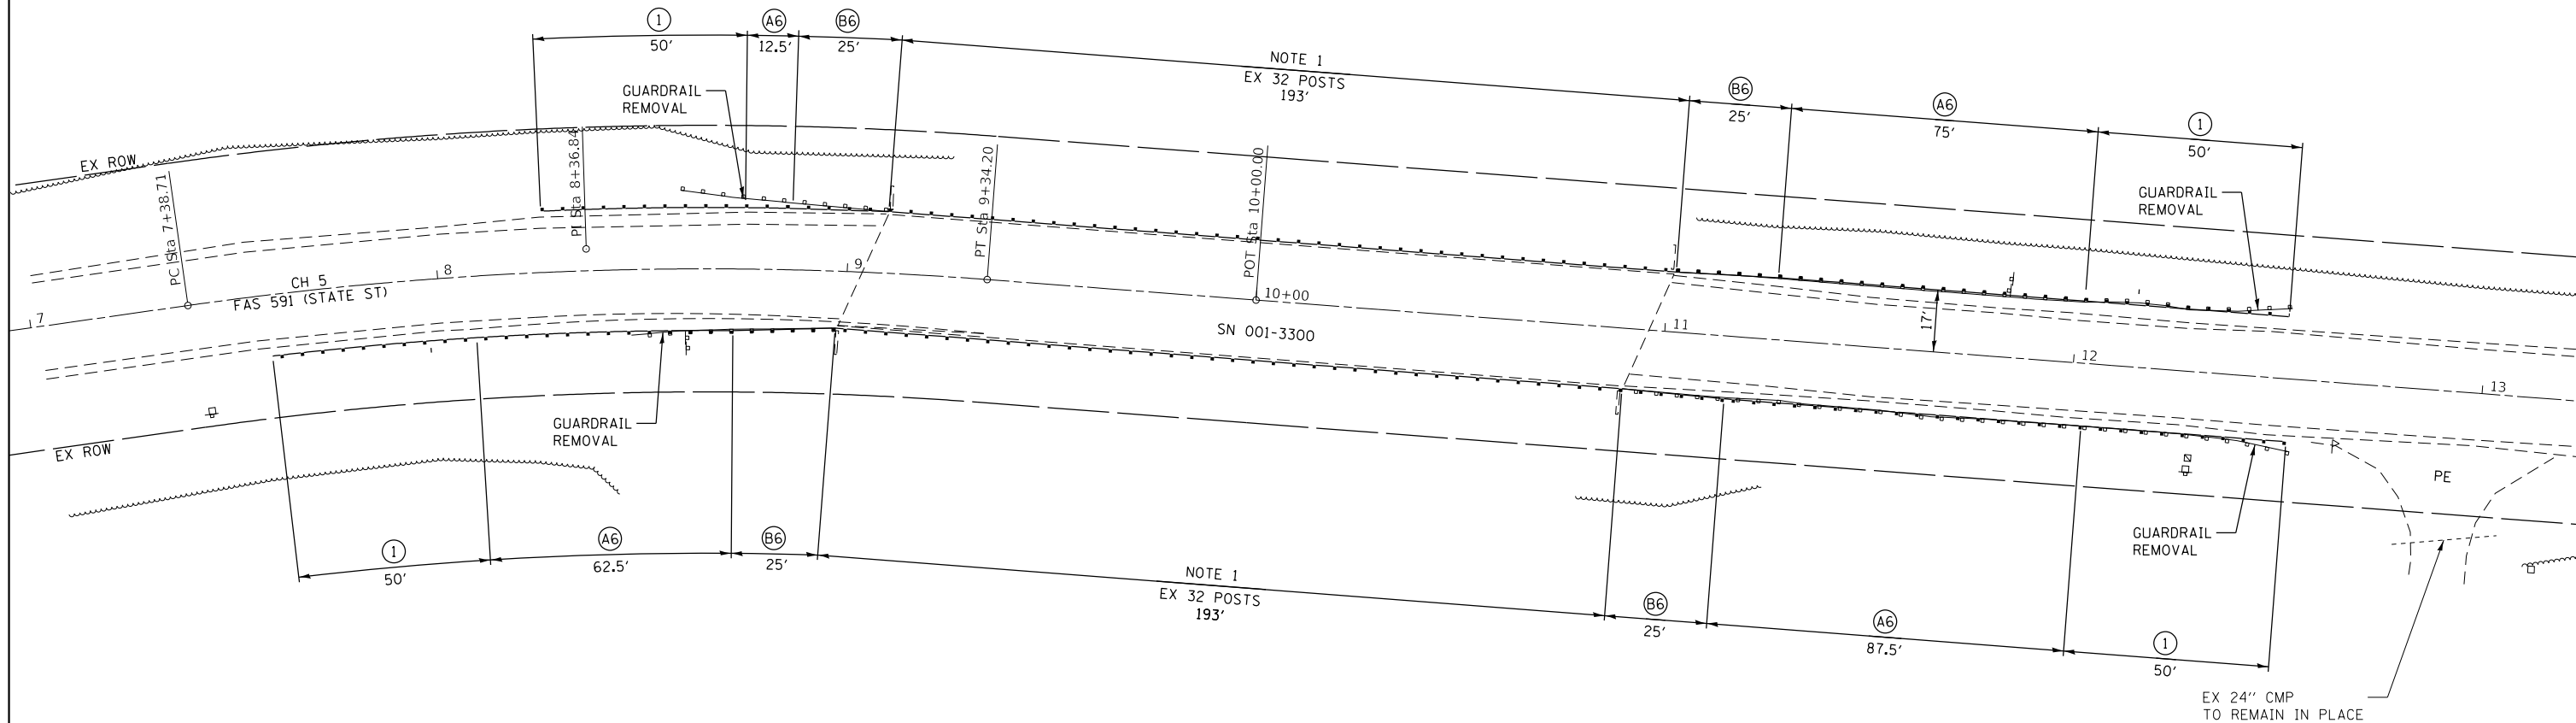 1
A6
B6
50'
12.5'
25'
NOTE 1
EX 32 POSTS
193'
B6
25'
A6
75'
1
50'
GUARDRAIL
REMOVAL
GUARDRAIL
REMOVAL
EX ROW
PC Sta 7+38.71
PI Sta 8+36.84
PT Sta 9+34.20
POT Sta 10+00.00
7
8
9
10+00
11
12
13
CH 5
FAS 591 (STATE ST)
SN 001-3300
17'
EX ROW
GUARDRAIL
REMOVAL
PE
GUARDRAIL
REMOVAL
1
50'
A6
62.5'
B6
25'
NOTE 1
EX 32 POSTS
193'
B6
25'
A6
87.5'
1
50'
EX 24'' CMP
TO REMAIN IN PLACE